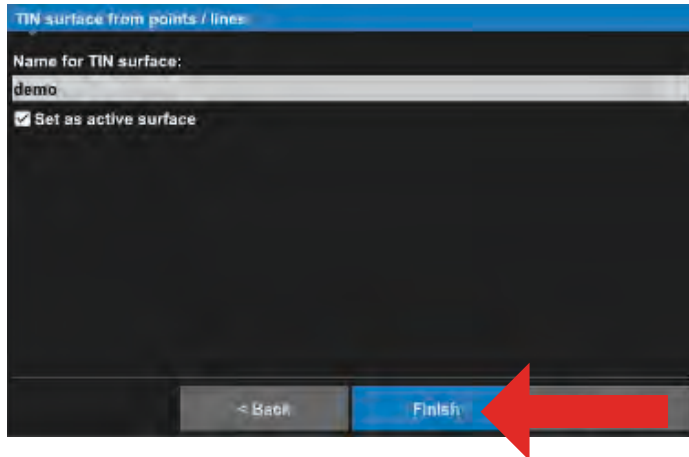 TIN surface from points / lines
Name for TIN surface:
demo
Set as active surface
< Back
Finish